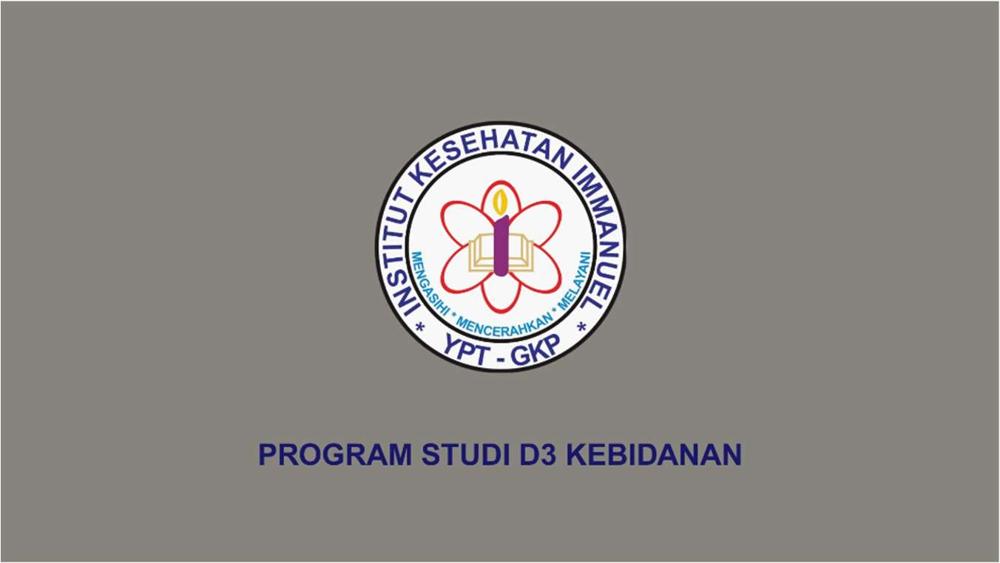 INSTITUT KESEHATAN IMMANUEL
MENGASIHI * MENCERAHKAN * MELAYANI
* YPT - GKP *
PROGRAM STUDI D3 KEBIDANAN